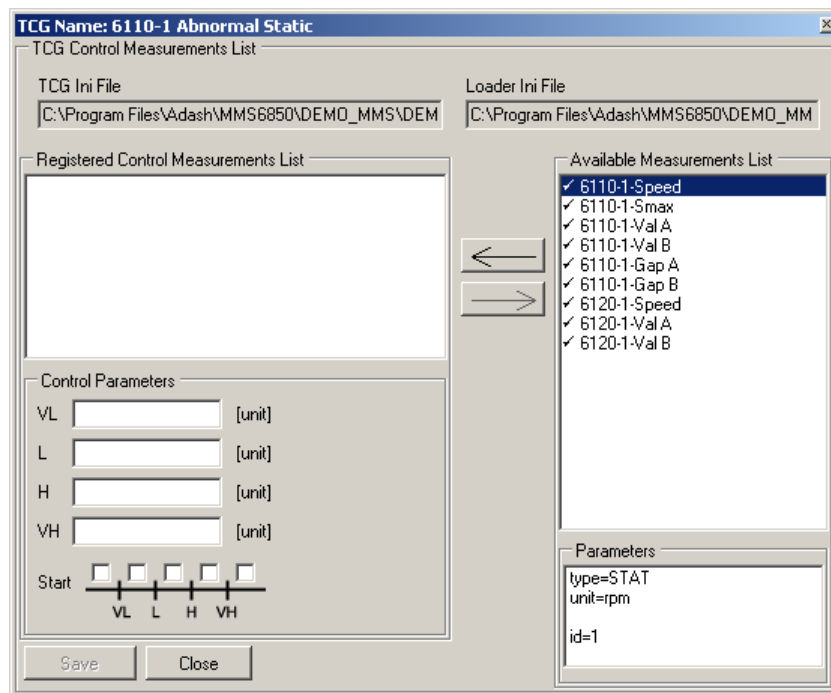 TCG Name: 6110-1 Abnormal Static
TCG Control Measurements List
TCG Ini File
Loader Ini File
C:\Program Files\Adash\MMS6850\DEMO_MMS\DEM
C:\Program Files\Adash\MMS6850\DEMO_MM
Registered Control Measurements List
Available Measurements List
✓ 6110-1-Speed
✓ 6110-1-Smax
✓ 6110-1-Val A
✓ 6110-1-Val B
✓ 6110-1-Gap A
✓ 6110-1-Gap B
✓ 6120-1-Speed
✓ 6120-1-Val A
✓ 6120-1-Val B
Control Parameters
VL [unit]
L [unit]
H [unit]
VH [unit]
Start
VL L H VH
Parameters
type=STAT
unit=rpm
id=1
Save Close